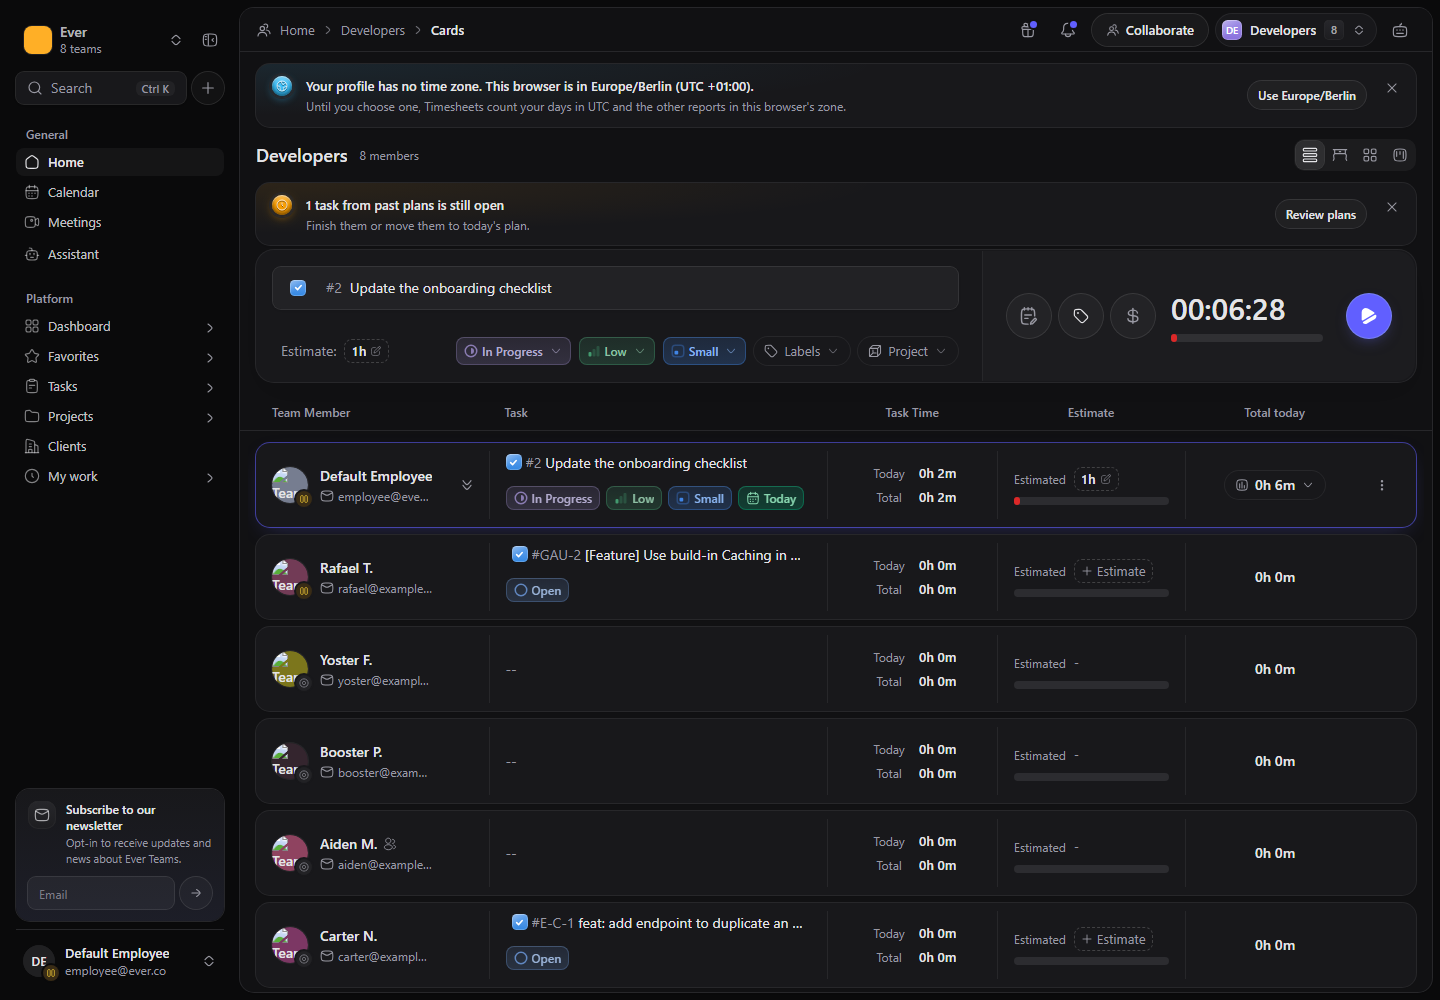 Ever
8 teams
Search
Ctrl K
General
Home
Calendar
Meetings
Assistant
Platform
Dashboard
Favorites
Tasks
Projects
Clients
My work
Subscribe to our
newsletter
Opt-in to receive updates and
news about Ever Teams.
Email
DE
Default Employee
employee@ever.co
Home
Developers
Cards
Collaborate
DE
Developers
8
Your profile has no time zone. This browser is in Europe/Berlin (UTC +01:00).
Until you choose one, Timesheets count your days in UTC and the other reports in this browser's zone.
Use Europe/Berlin
Developers
8 members
1 task from past plans is still open
Finish them or move them to today's plan.
Review plans
#2 Update the onboarding checklist
Estimate:
1h
In Progress
Low
Small
Labels
Project
00:06:28
Team Member
Task
Task Time
Estimate
Total today
Tea
Default Employee
employee@eve...
#2 Update the onboarding checklist
In Progress
Low
Small
Today
Today 0h 2m
Total 0h 2m
Estimated 1h
0h 6m
Tea
Rafael T.
rafael@example...
#GAU-2 [Feature] Use build-in Caching in ...
Open
Today 0h 0m
Total 0h 0m
Estimated + Estimate
0h 0m
Tea
Yoster F.
yoster@exampl...
--
Today 0h 0m
Total 0h 0m
Estimated -
0h 0m
Tea
Booster P.
booster@exam...
--
Today 0h 0m
Total 0h 0m
Estimated -
0h 0m
Tea
Aiden M.
aiden@example...
--
Today 0h 0m
Total 0h 0m
Estimated -
0h 0m
Tea
Carter N.
carter@exampl...
#E-C-1 feat: add endpoint to duplicate an ...
Open
Today 0h 0m
Total 0h 0m
Estimated + Estimate
0h 0m